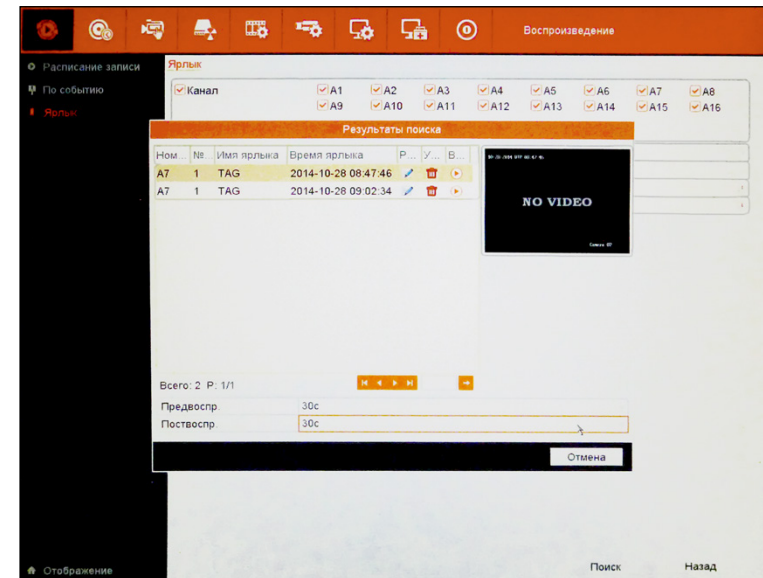 Воспроизведение
Расписание записи
По событию
Ярлык
Отображение
Ярлык
Канал
A1 A2 A3 A4 A5 A6 A7 A8
A9 A10 A11 A12 A13 A14 A15 A16
Результаты поиска
Ном... № Имя ярлыка Время ярлыка Р... У... В...
A7 1 TAG 2014-10-28 08:47:46
A7 1 TAG 2014-10-28 09:02:34
NO VIDEO
Всего: 2 P: 1/1
Предвоспр. 30с
Поствоспр. 30с
Отмена
Поиск Назад